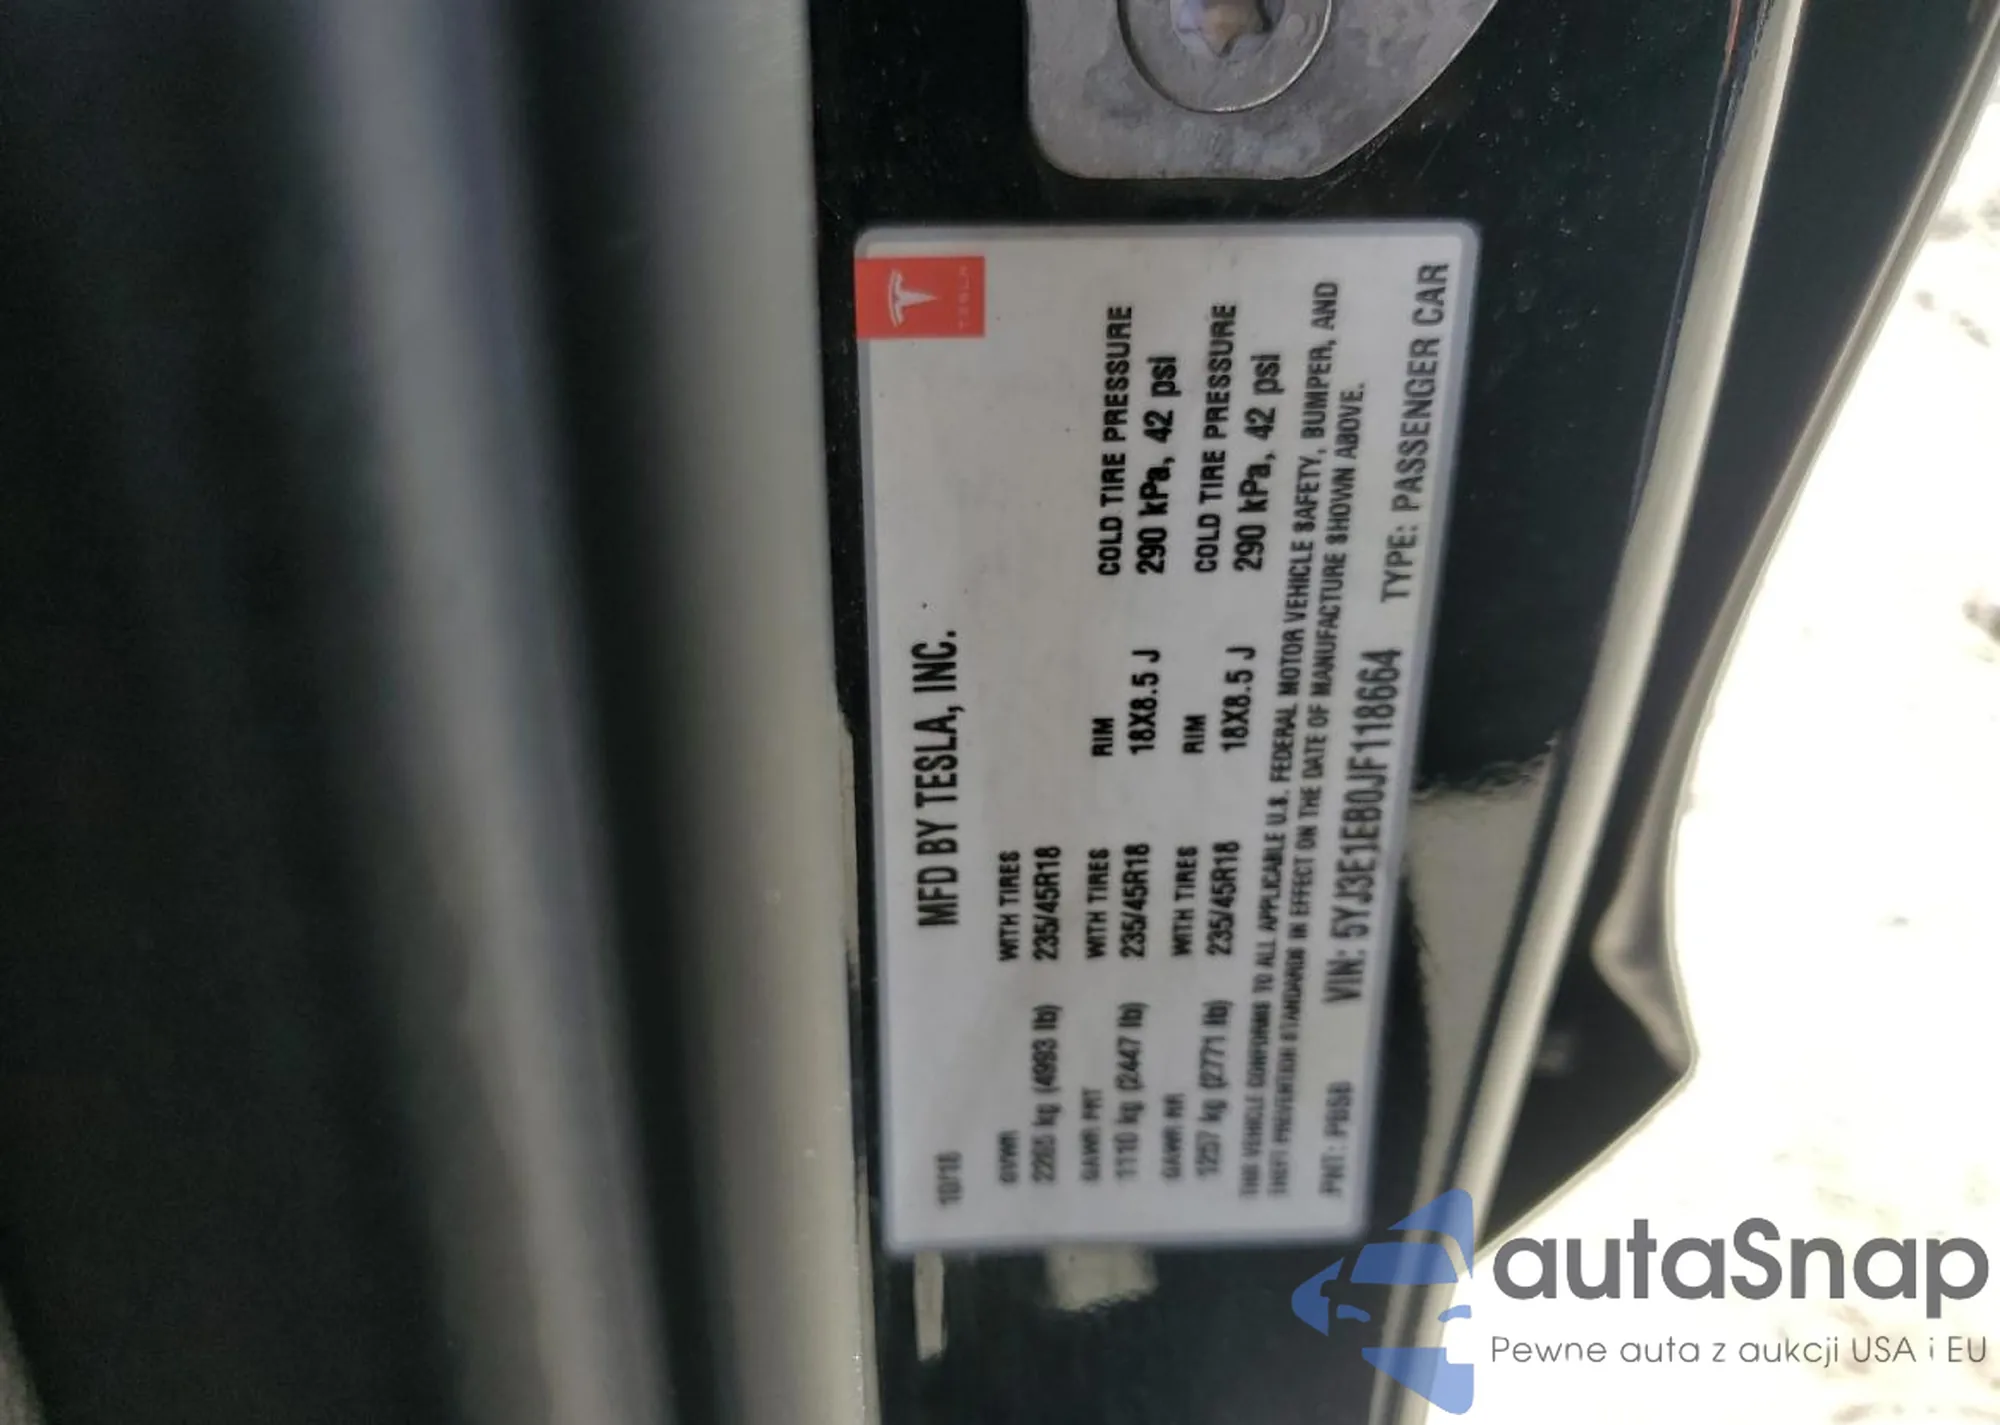 TESLA
MFD BY TESLA, INC.
10/18
GVWR WITH TIRES
2265 kg (4993 lb) 235/45R18
GAWR FRT WITH TIRES RIM COLD TIRE PRESSURE
1110 kg (2447 lb) 235/45R18 18X8.5 J 290 kPa, 42 psi
GAWR RR WITH TIRES RIM COLD TIRE PRESSURE
1257 kg (2771 lb) 235/45R18 18X8.5 J 290 kPa, 42 psi
THIS VEHICLE CONFORMS TO ALL APPLICABLE U.S. FEDERAL MOTOR VEHICLE SAFETY, BUMPER, AND
THEFT PREVENTION STANDARDS IN EFFECT ON THE DATE OF MANUFACTURE SHOWN ABOVE.
PNT: PBSB VIN: 5YJ3E1EB0JF118664 TYPE: PASSENGER CAR
autaSnap
Pewne auta z aukcji USA i EU